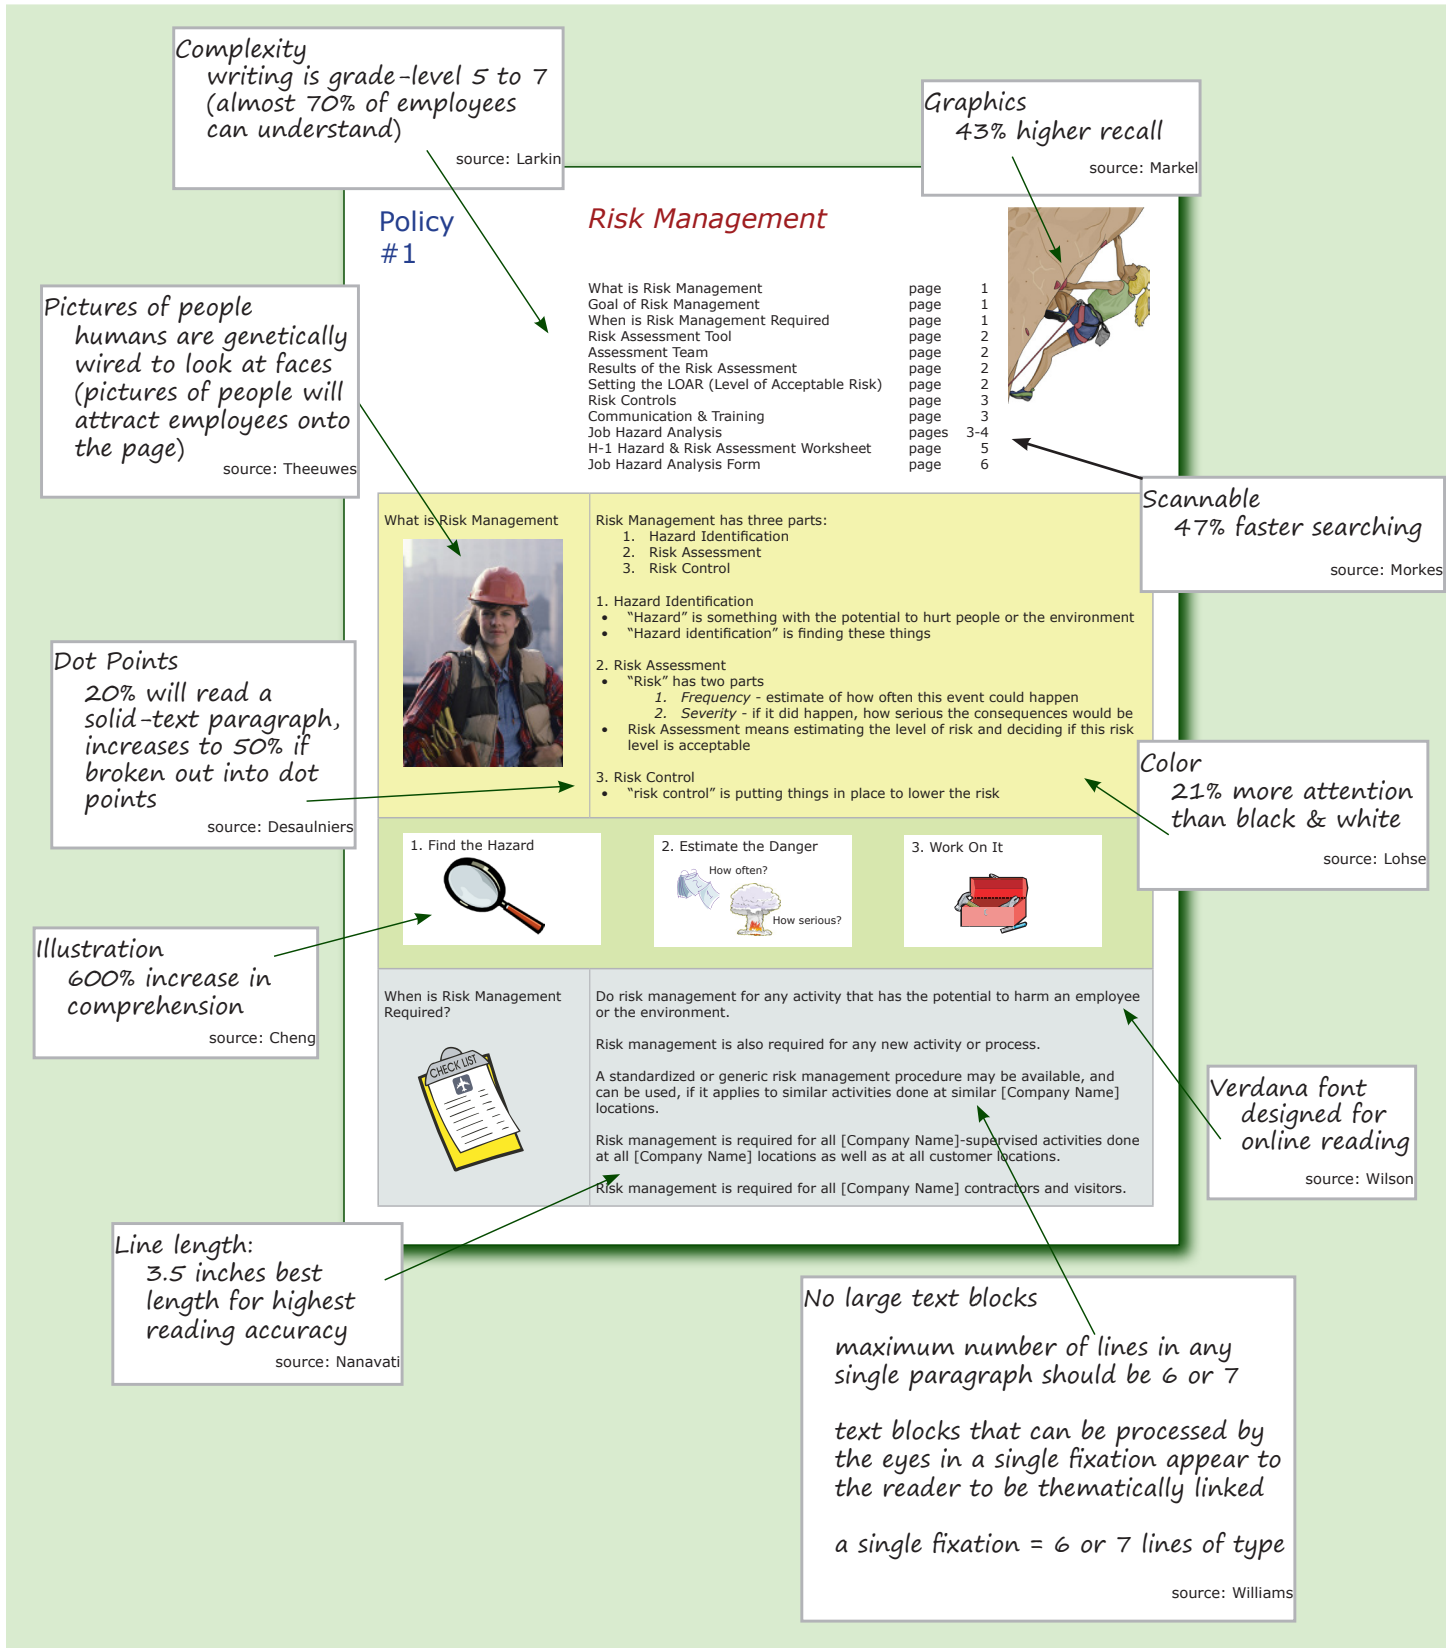 Complexity
writing is grade-level 5 to 7
(almost 70% of employees
can understand)
source: Larkin
Graphics
43% higher recall
source: Markel
Policy
#1
Risk Management
What is Risk Management page 1
Goal of Risk Management page 1
When is Risk Management Required page 1
Risk Assessment Tool page 2
Assessment Team page 2
Results of the Risk Assessment page 2
Setting the LOAR (Level of Acceptable Risk) page 2
Risk Controls page 3
Communication & Training page 3
Job Hazard Analysis pages 3-4
H-1 Hazard & Risk Assessment Worksheet page 5
Job Hazard Analysis Form page 6
Pictures of people
humans are genetically
wired to look at faces
(pictures of people will
attract employees onto
the page)
source: Theeuwes
Scannable
47% faster searching
source: Morkes
What is Risk Management
Risk Management has three parts:
1. Hazard Identification
2. Risk Assessment
3. Risk Control
1. Hazard Identification
• “Hazard” is something with the potential to hurt people or the environment
• “Hazard identification” is finding these things
2. Risk Assessment
• “Risk” has two parts
1. Frequency - estimate of how often this event could happen
2. Severity - if it did happen, how serious the consequences would be
• Risk Assessment means estimating the level of risk and deciding if this risk
level is acceptable
3. Risk Control
• “risk control” is putting things in place to lower the risk
Dot Points
20% will read a
solid-text paragraph,
increases to 50% if
broken out into dot
points
source: Desaulniers
Color
21% more attention
than black & white
source: Lohse
1. Find the Hazard
2. Estimate the Danger
How often?
How serious?
3. Work On It
Illustration
600% increase in
comprehension
source: Cheng
When is Risk Management
Required?
CHECK LIST
Do risk management for any activity that has the potential to harm an employee
or the environment.
Risk management is also required for any new activity or process.
A standardized or generic risk management procedure may be available, and
can be used, if it applies to similar activities done at similar [Company Name]
locations.
Risk management is required for all [Company Name]-supervised activities done
at all [Company Name] locations as well as at all customer locations.
Risk management is required for all [Company Name] contractors and visitors.
Verdana font
designed for
online reading
source: Wilson
Line length:
3.5 inches best
length for highest
reading accuracy
source: Nanavati
No large text blocks
maximum number of lines in any
single paragraph should be 6 or 7
text blocks that can be processed by
the eyes in a single fixation appear to
the reader to be thematically linked
a single fixation = 6 or 7 lines of type
source: Williams